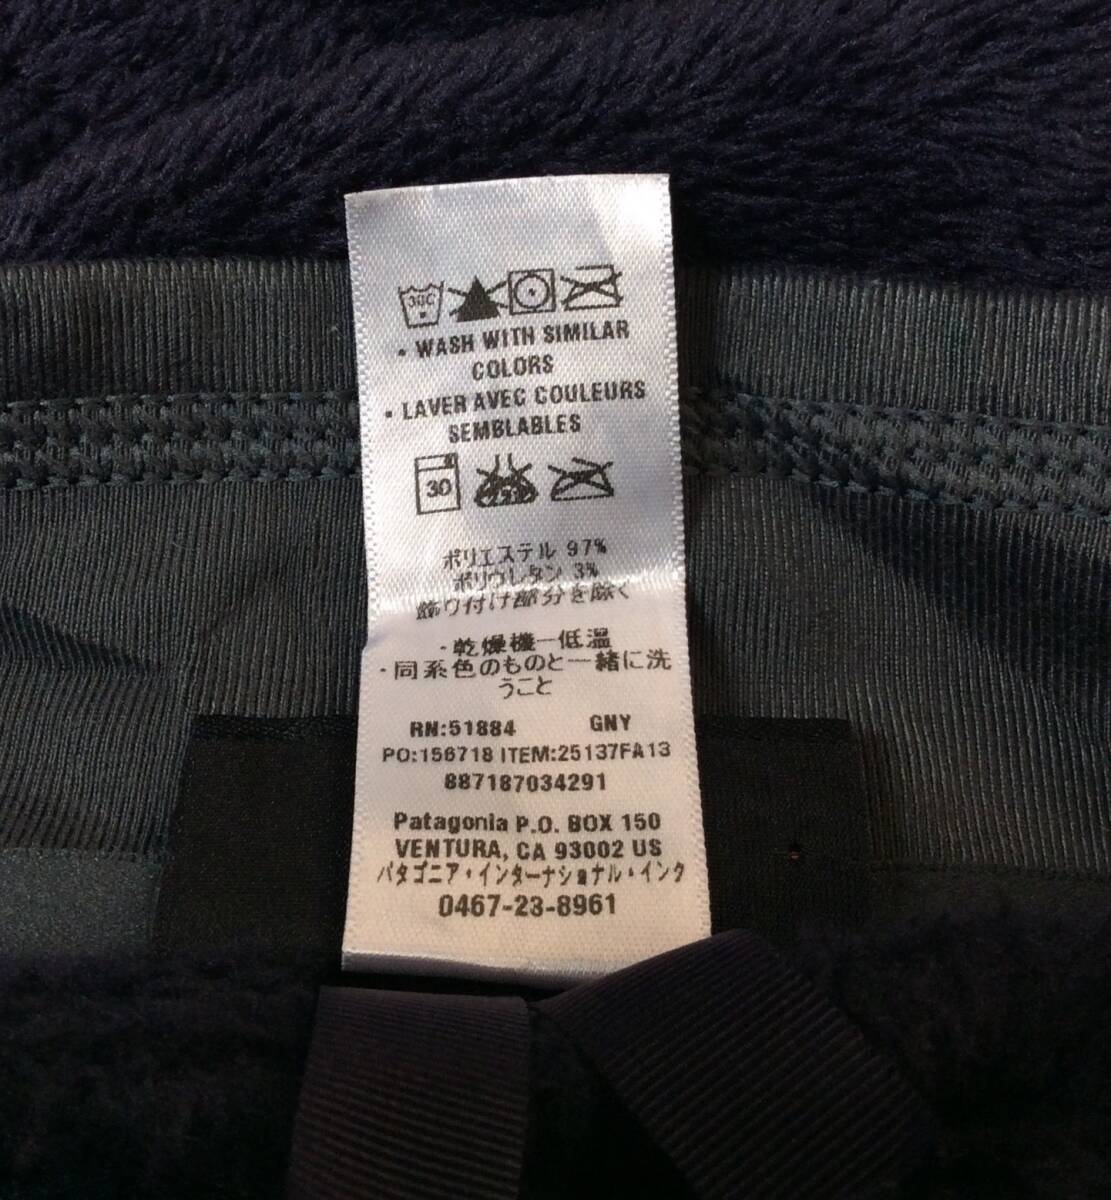 30C
• WASH WITH SIMILAR
COLORS
• LAVER AVEC COULEURS
SEMBLABLES
30
ポリエステル 97%
ポリウレタン 3%
飾り付け部分を除く
・乾燥機ー低温
・同系色のものと一緒に洗
うこと
RN:51884 GNY
PO:156718 ITEM:25137FA13
887187034291
Patagonia P.O. BOX 150
VENTURA, CA 93002 US
パタゴニア・インターナショナル・インク
0467-23-8961